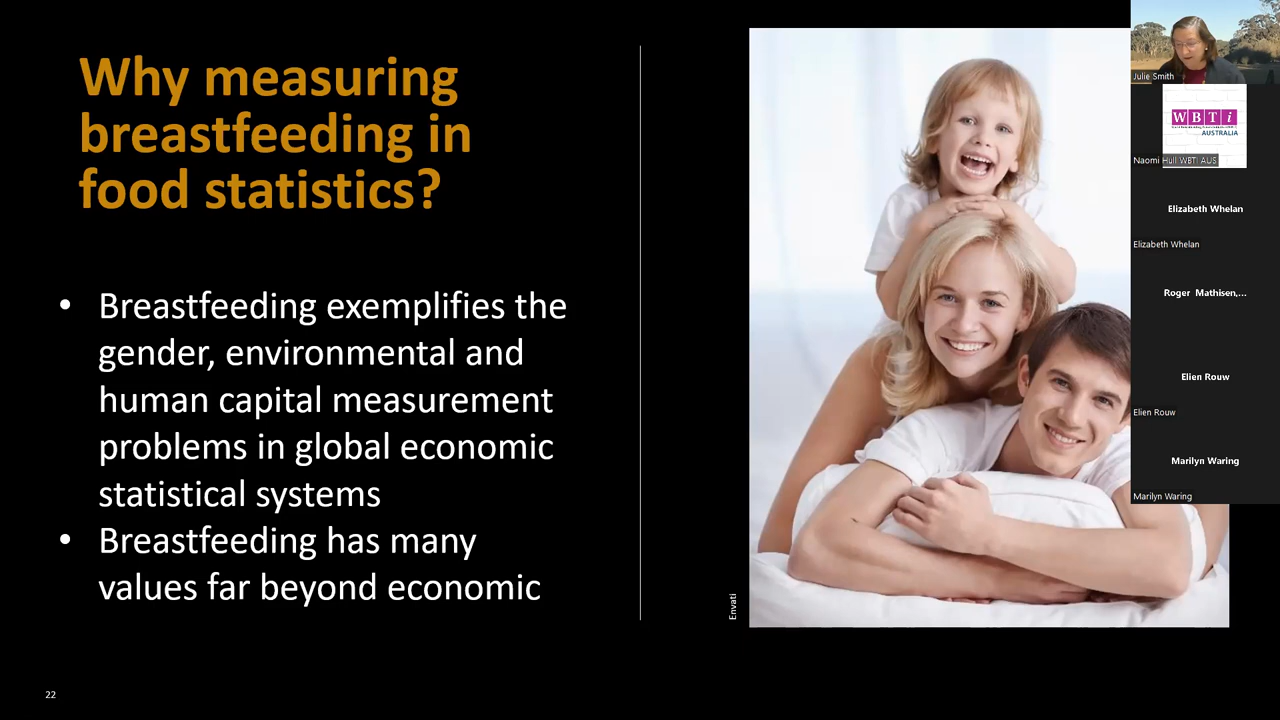 Why measuring
breastfeeding in
food statistics?
• Breastfeeding exemplifies the
gender, environmental and
human capital measurement
problems in global economic
statistical systems
• Breastfeeding has many
values far beyond economic
22
Envati
Julie Smith
WBTi
AUSTRALIA
Naomi Hull WBTI AUS
Elizabeth Whelan
Elizabeth Whelan
Roger Mathisen,...
Elien Rouw
Elien Rouw
Marilyn Waring
Marilyn Waring